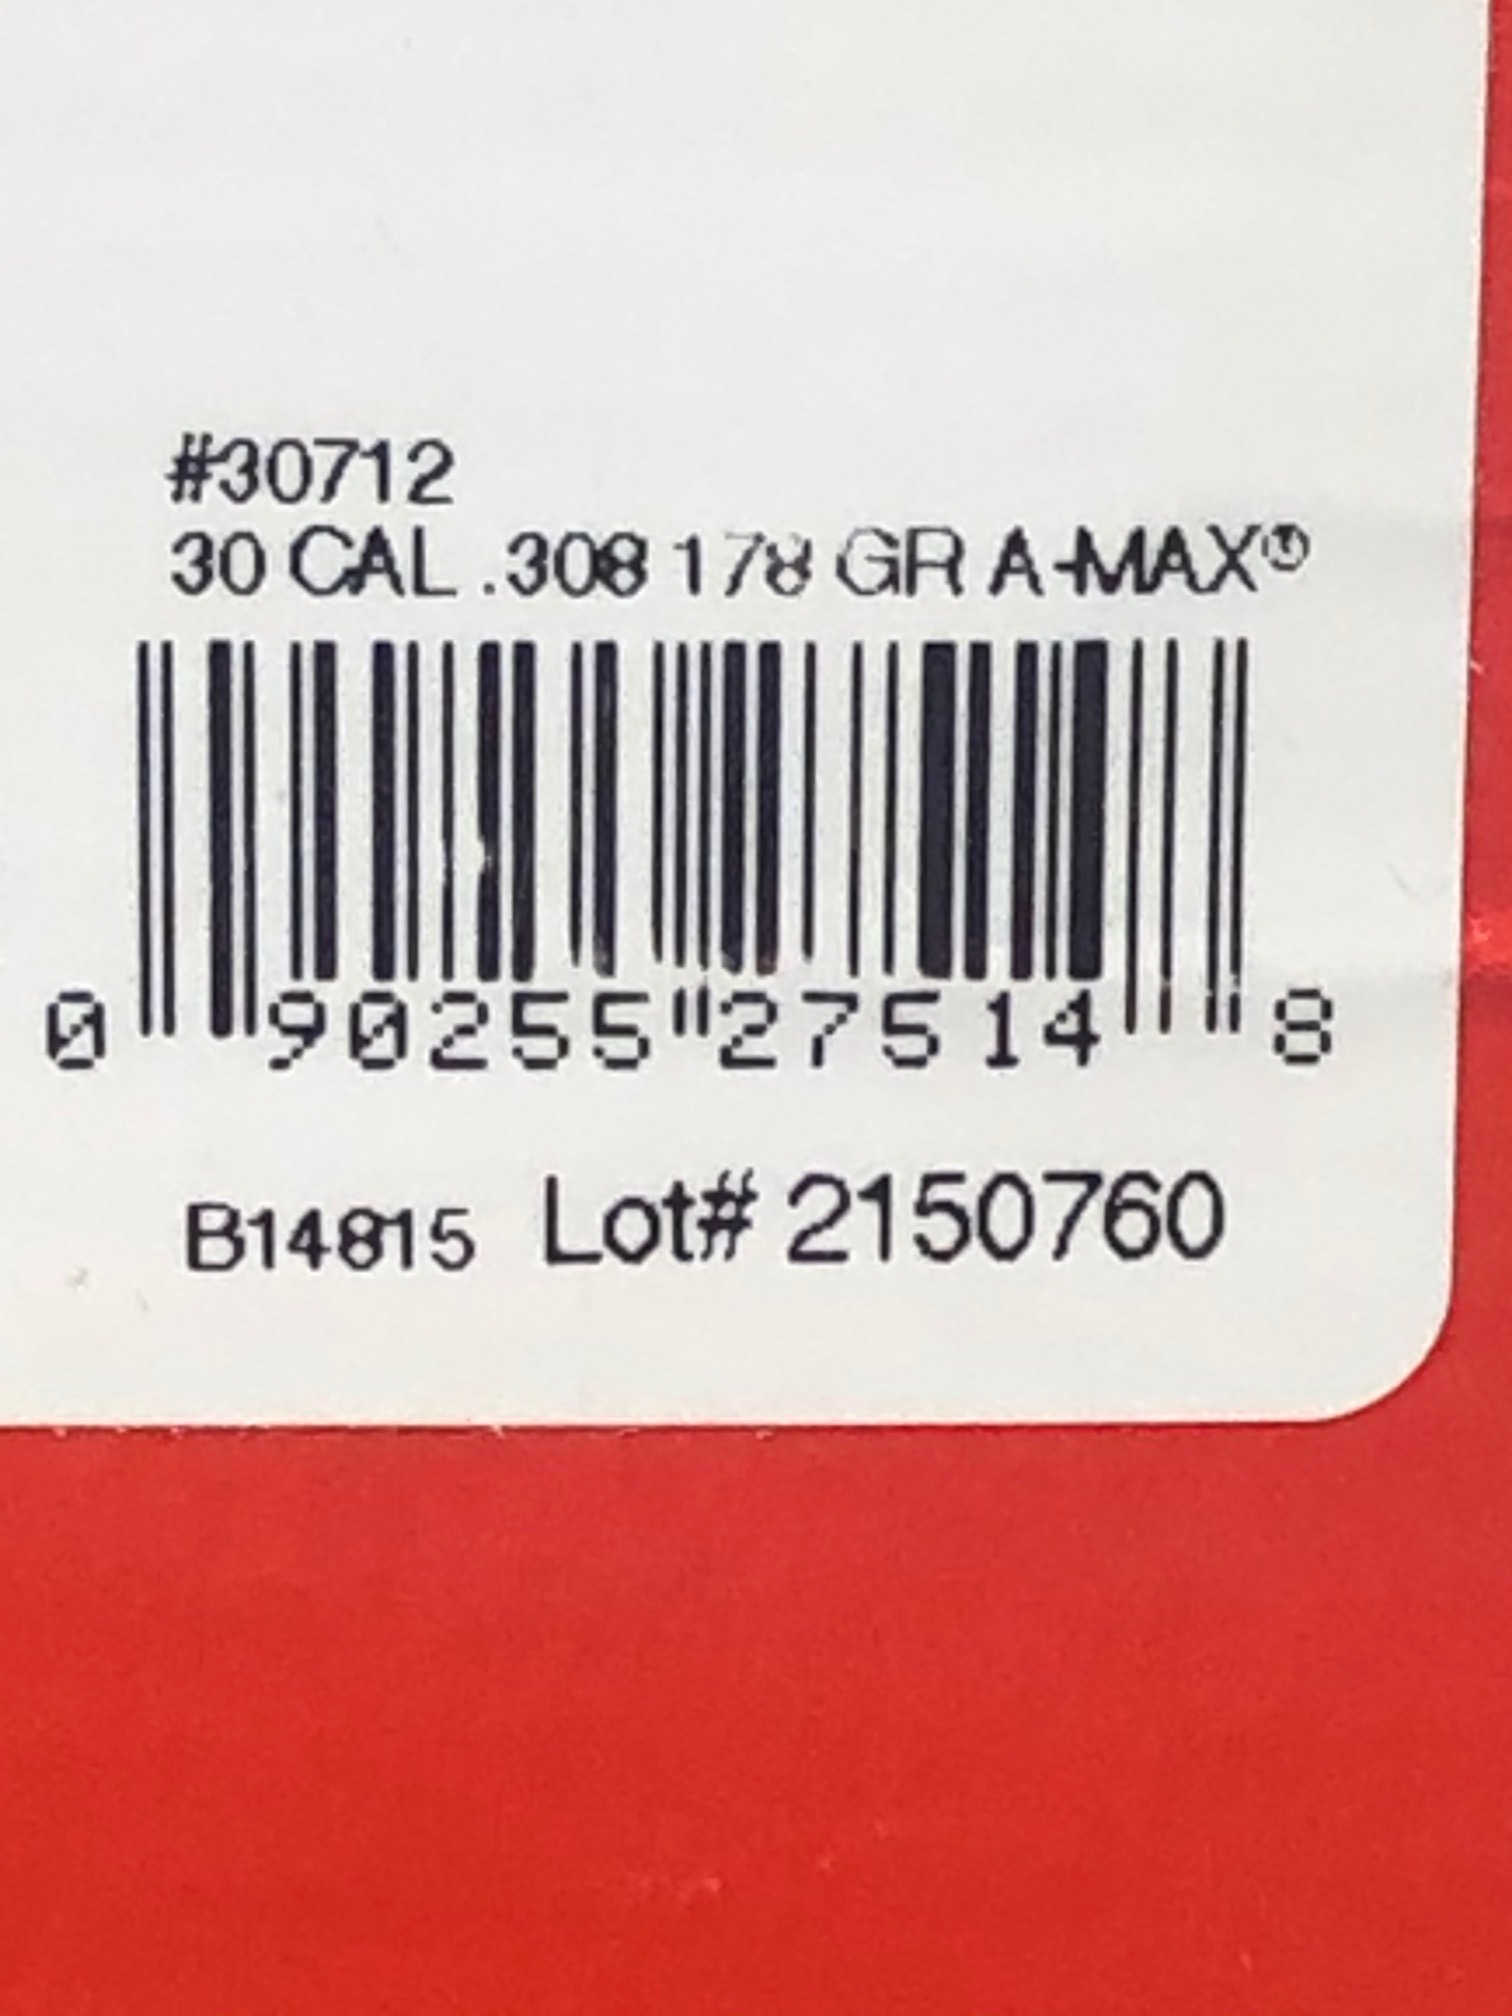 #30712
30 CAL .308 178 GR A-MAX®
0 90255 27514 8
B14815 Lot# 2150760